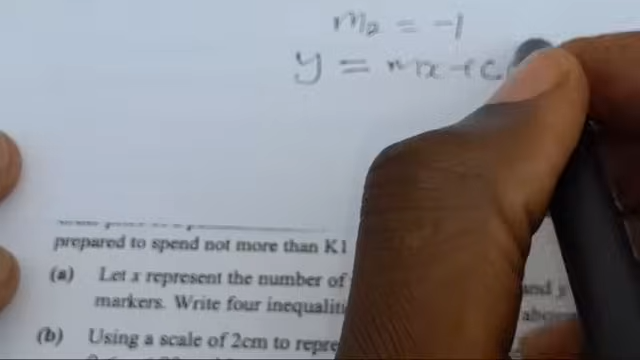 m₂ = -1
y = mx + c
prepared to spend not more than K1
(a) Let x represent the number of and y
markers. Write four inequaliti
(b) Using a scale of 2cm to repre